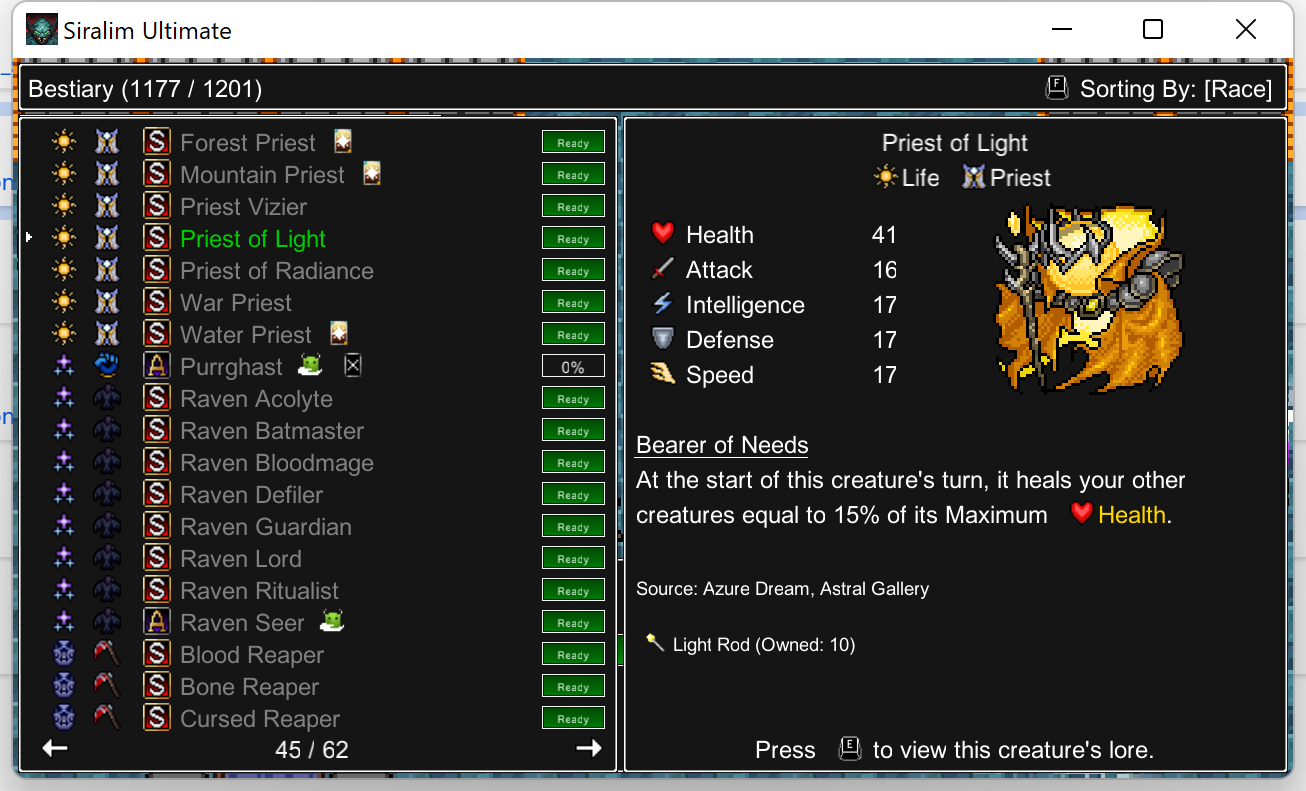 Siralim Ultimate
Bestiary (1177 / 1201)
F Sorting By: [Race]
S Forest Priest Ready
S Mountain Priest Ready
S Priest Vizier Ready
S Priest of Light Ready
S Priest of Radiance Ready
S War Priest Ready
S Water Priest Ready
A Purrghast 0%
S Raven Acolyte Ready
S Raven Batmaster Ready
S Raven Bloodmage Ready
S Raven Defiler Ready
S Raven Guardian Ready
S Raven Lord Ready
S Raven Ritualist Ready
A Raven Seer Ready
S Blood Reaper Ready
S Bone Reaper Ready
S Cursed Reaper Ready
45 / 62
Priest of Light
Life Priest
Health 41
Attack 16
Intelligence 17
Defense 17
Speed 17
Bearer of Needs
At the start of this creature's turn, it heals your other
creatures equal to 15% of its Maximum Health.
Source: Azure Dream, Astral Gallery
Light Rod (Owned: 10)
Press E to view this creature's lore.